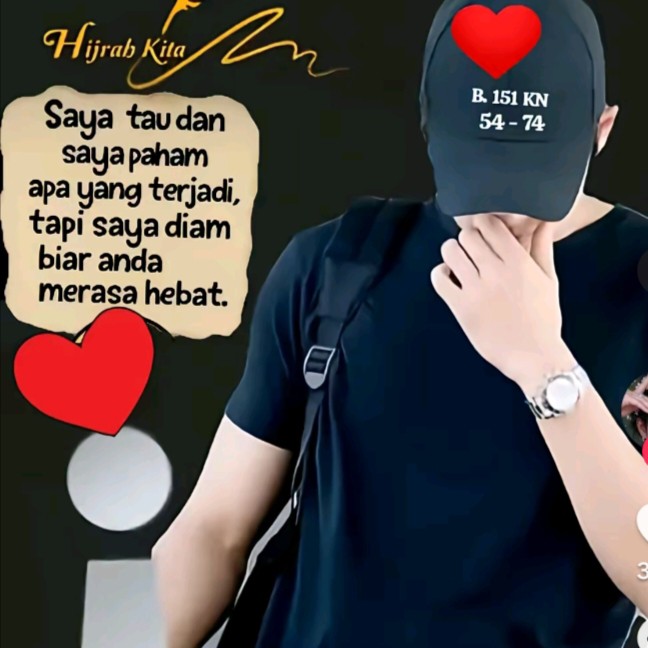 Hijrah Kita
Saya tau dan
saya paham
apa yang terjadi,
tapi saya diam
biar anda
merasa hebat.
B. 151 KN
54 - 74
3